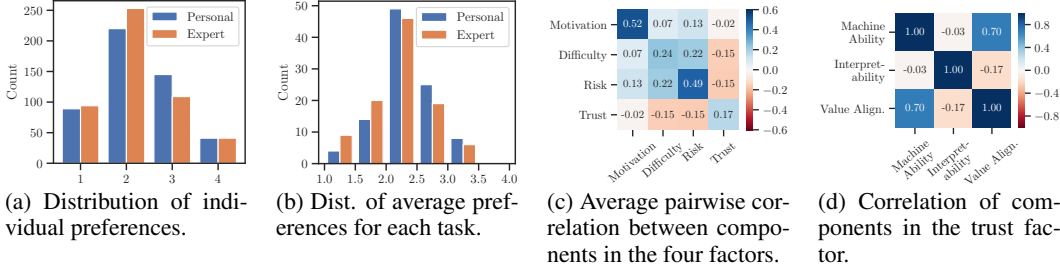 Personal
Expert
Count
250
200
150
100
50
0
1
2
3
4
(a) Distribution of indi-
vidual preferences.
Personal
Expert
Count
50
40
30
20
10
0
1.0
1.5
2.0
2.5
3.0
3.5
4.0
(b) Dist. of average pref-
erences for each task.
Motivation
0.52 0.07 0.13 -0.02
Difficulty
0.07 0.24 0.22 -0.15
Risk
0.13 0.22 0.49 -0.15
Trust
-0.02 -0.15 -0.15 0.17
Motivation
Difficulty
Risk
Trust
0.6
0.4
0.2
0.0
−0.2
−0.4
−0.6
(c) Average pairwise cor-
relation between compo-
nents in the four factors.
Machine
Ability
1.00 -0.03 0.70
Interpret-
ability
-0.03 1.00 -0.17
Value Align.
0.70 -0.17 1.00
Machine
Ability
Interpret-
ability
Value Align.
0.8
0.4
0.0
−0.4
−0.8
(d) Correlation of com-
ponents in the trust fac-
tor.